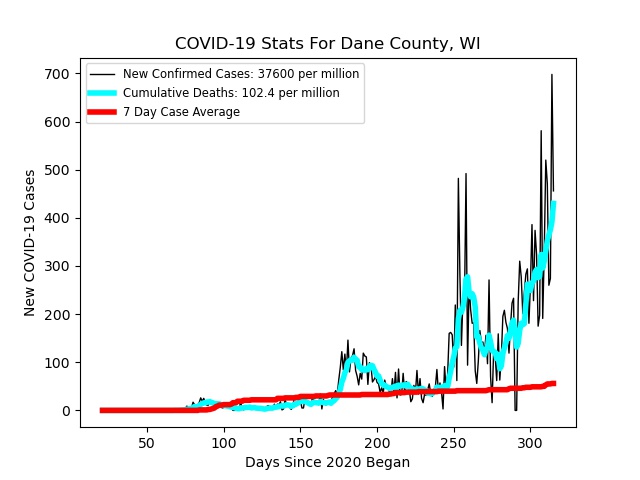 COVID-19 Stats For Dane County, WI
New Confirmed Cases: 37600 per million
Cumulative Deaths: 102.4 per million
7 Day Case Average
New COVID-19 Cases
700
600
500
400
300
200
100
0
50 100 150 200 250 300
Days Since 2020 Began